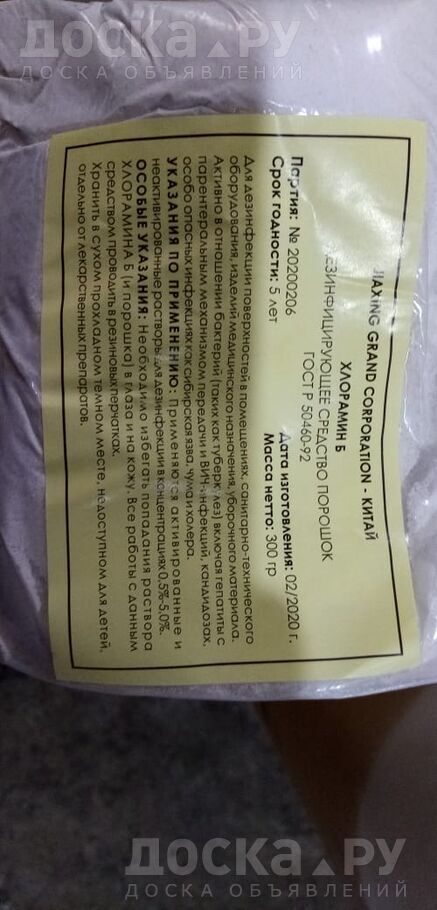 ДОСКА.РУ
ДОСКА ОБЪЯВЛЕНИЙ
JIAXING GRAND CORPORATION - КИТАЙ
ХЛОРАМИН Б
ДЕЗИНФИЦИРУЮЩЕЕ СРЕДСТВО ПОРОШОК
ГОСТ Р 50460-92
Партия: № 20200206 Дата изготовления: 02/2020 г.
Срок годности: 5 лет Масса нетто: 300 гр
Для дезинфекции поверхностей в помещениях, санитарно-технического
оборудования, изделий медицинского назначения, уборочного материала.
Активно в отношении бактерий (таких как туберкулез) включая гепатиты с
парентеральным механизмом передачи и ВИЧ-инфекций, кандидозах,
особо опасных инфекциях как сибирская язва, чума и холера.
УКАЗАНИЯ ПО ПРИМЕНЕНИЮ: Применяются активированные и
неактивированные растворы для дезинфекции в концентрациях 0,5%-5,0%.
ОСОБЫЕ УКАЗАНИЯ: Необходимо избегать попадания раствора
ХЛОРАМИНА Б (и порошка) в глаза и на кожу. Все работы с данным
средством проводить в резиновых перчатках.
Хранить в сухом прохладном темном месте, недоступном для детей,
отдельно от лекарственных препаратов.
ДОСКА.РУ
ДОСКА ОБЪЯВЛЕНИЙ